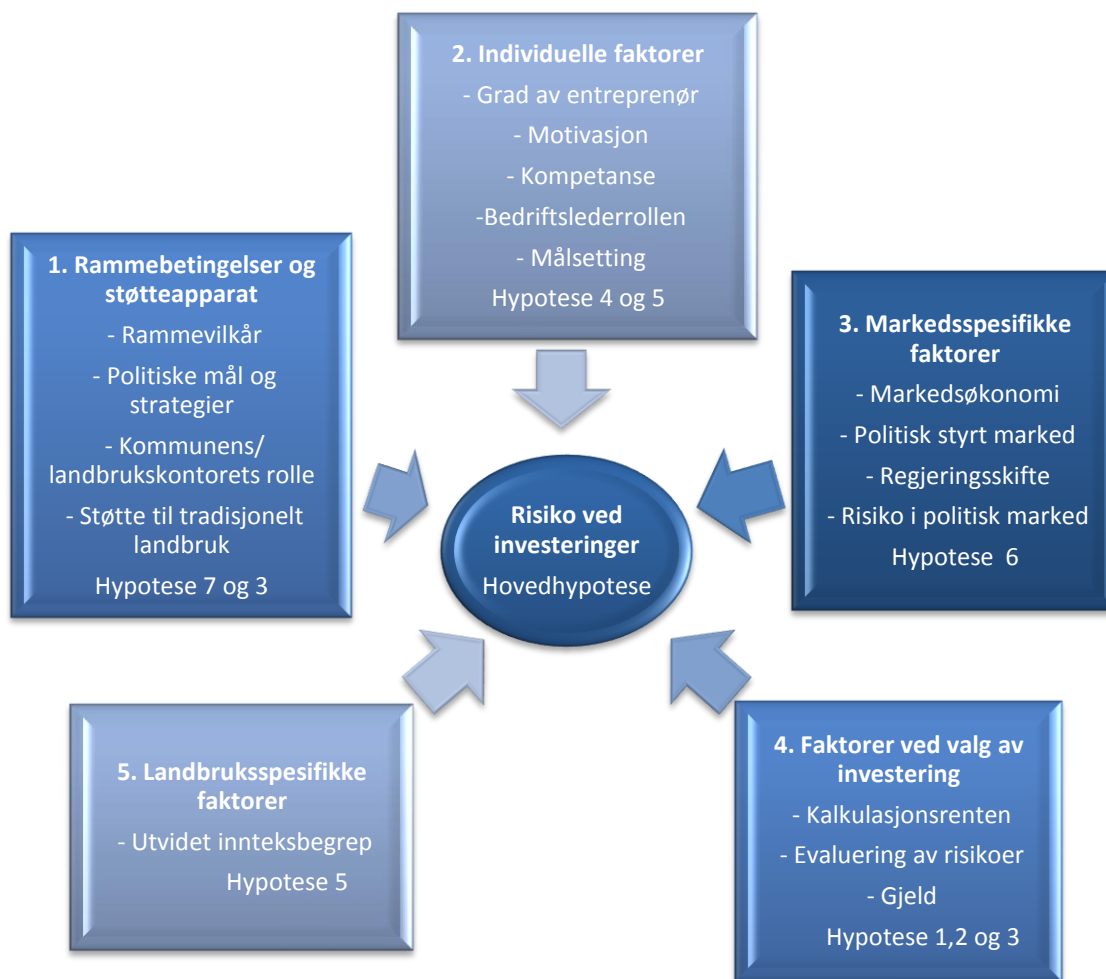 1. Rammebetingelser og
støtteapparat
- Rammevilkår
- Politiske mål og
strategier
- Kommunens/
landbrukskontorets rolle
- Støtte til tradisjonelt
landbruk
Hypotese 7 og 3
2. Individuelle faktorer
- Grad av entreprenør
- Motivasjon
- Kompetanse
-Bedriftslederrollen
- Målsetting
Hypotese 4 og 5
3. Markedsspesifikke
faktorer
- Markedsøkonomi
- Politisk styrt marked
- Regjeringsskifte
- Risiko i politisk marked
Hypotese 6
Risiko ved
investeringer
Hovedhypotese
4. Faktorer ved valg av
investering
- Kalkulasjonsrenten
- Evaluering av risikoer
- Gjeld
Hypotese 1,2 og 3
5. Landbruksspesifikke
faktorer
- Utvidet innteksbegrep
Hypotese 5